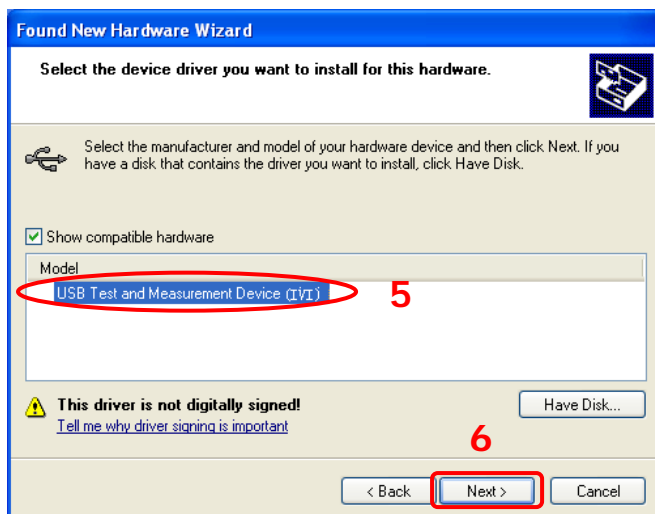 Found New Hardware Wizard
Select the device driver you want to install for this hardware.
Select the manufacturer and model of your hardware device and then click Next. If you
have a disk that contains the driver you want to install, click Have Disk.
Show compatible hardware
Model
USB Test and Measurement Device (IVI)
5
This driver is not digitally signed!
Have Disk...
Tell me why driver signing is important
6
< Back
Next >
Cancel